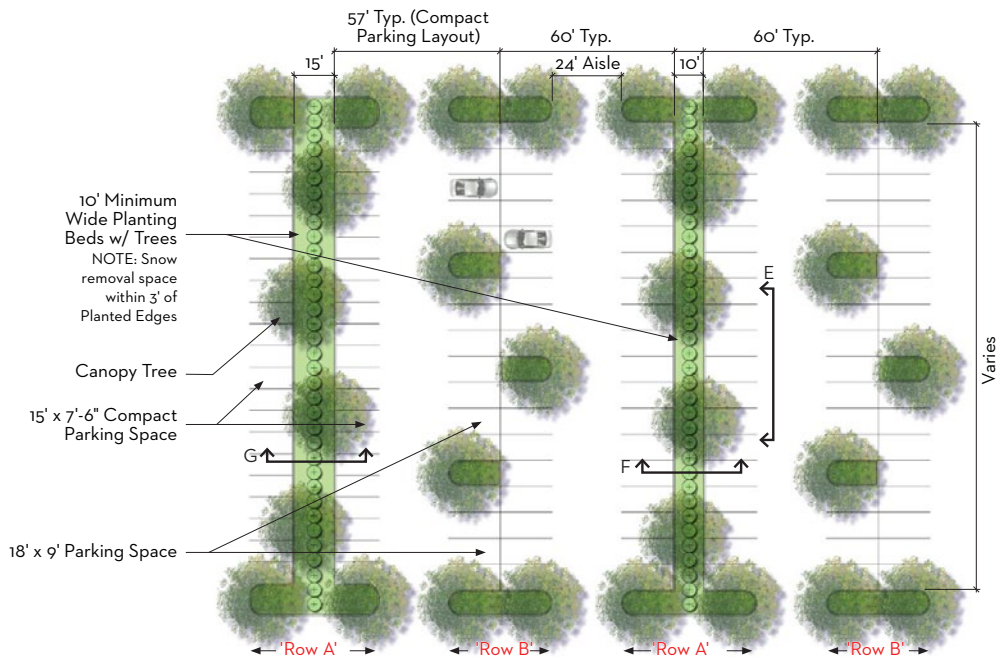 57' Typ. (Compact
Parking Layout)
60' Typ.
60' Typ.
15'
24' Aisle
10'
10' Minimum
Wide Planting
Beds w/ Trees
NOTE: Snow
removal space
within 3' of
Planted Edges
E
Canopy Tree
Varies
15' x 7'-6" Compact
Parking Space
G
F
18' x 9' Parking Space
'Row A'
'Row B'
'Row A'
'Row B'